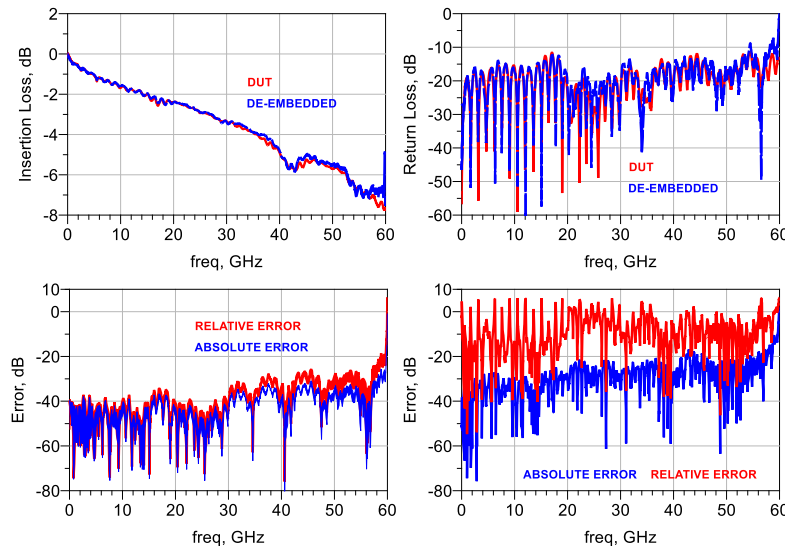 Insertion Loss, dB
0
-2
-4
-6
-8
2
DUT
DE-EMBEDDED
0 10 20 30 40 50 60
freq, GHz
Return Loss, dB
0
-10
-20
-30
-40
-50
-60
DUT
DE-EMBEDDED
0 10 20 30 40 50 60
freq, GHz
Error, dB
10
0
-20
-40
-60
-80
RELATIVE ERROR
ABSOLUTE ERROR
0 10 20 30 40 50 60
freq, GHz
Error, dB
10
0
-20
-40
-60
-80
ABSOLUTE ERROR RELATIVE ERROR
0 10 20 30 40 50 60
freq, GHz